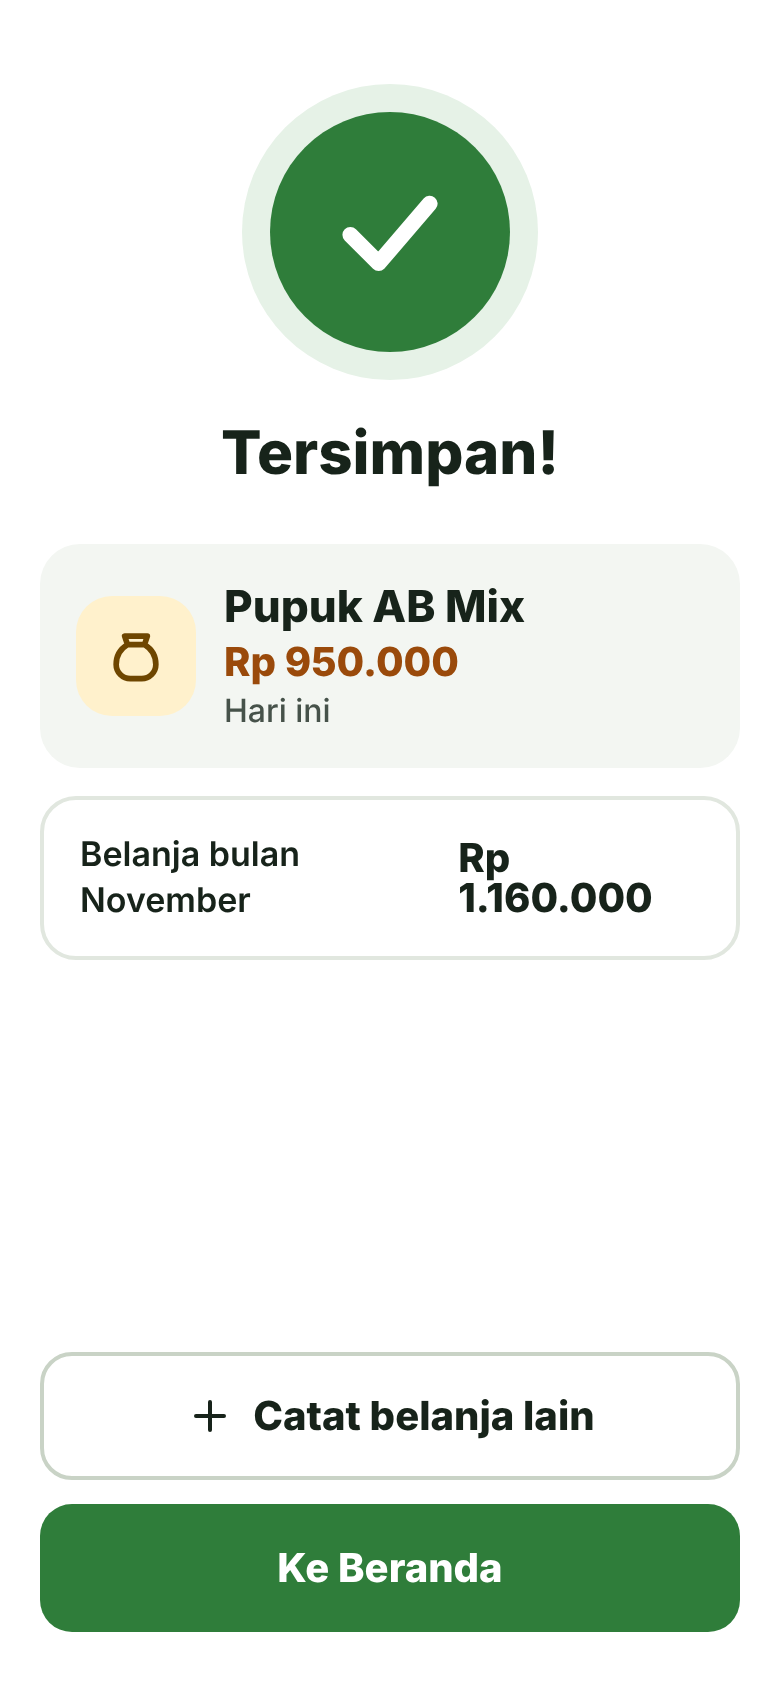 Tersimpan!
Pupuk AB Mix
Rp 950.000
Hari ini
Belanja bulan
November
Rp
1.160.000
Catat belanja lain
Ke Beranda